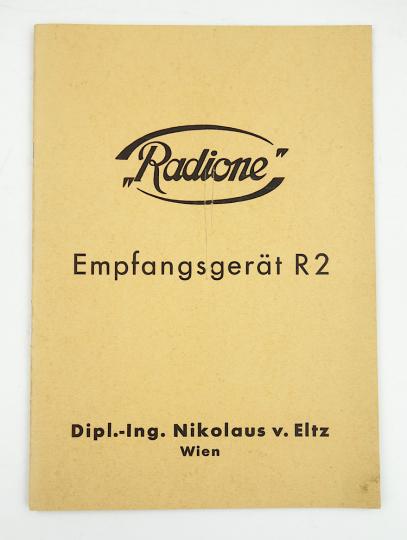 „Radione"
Empfangsgerät R2
Dipl.-Ing. Nikolaus v. Eltz
Wien